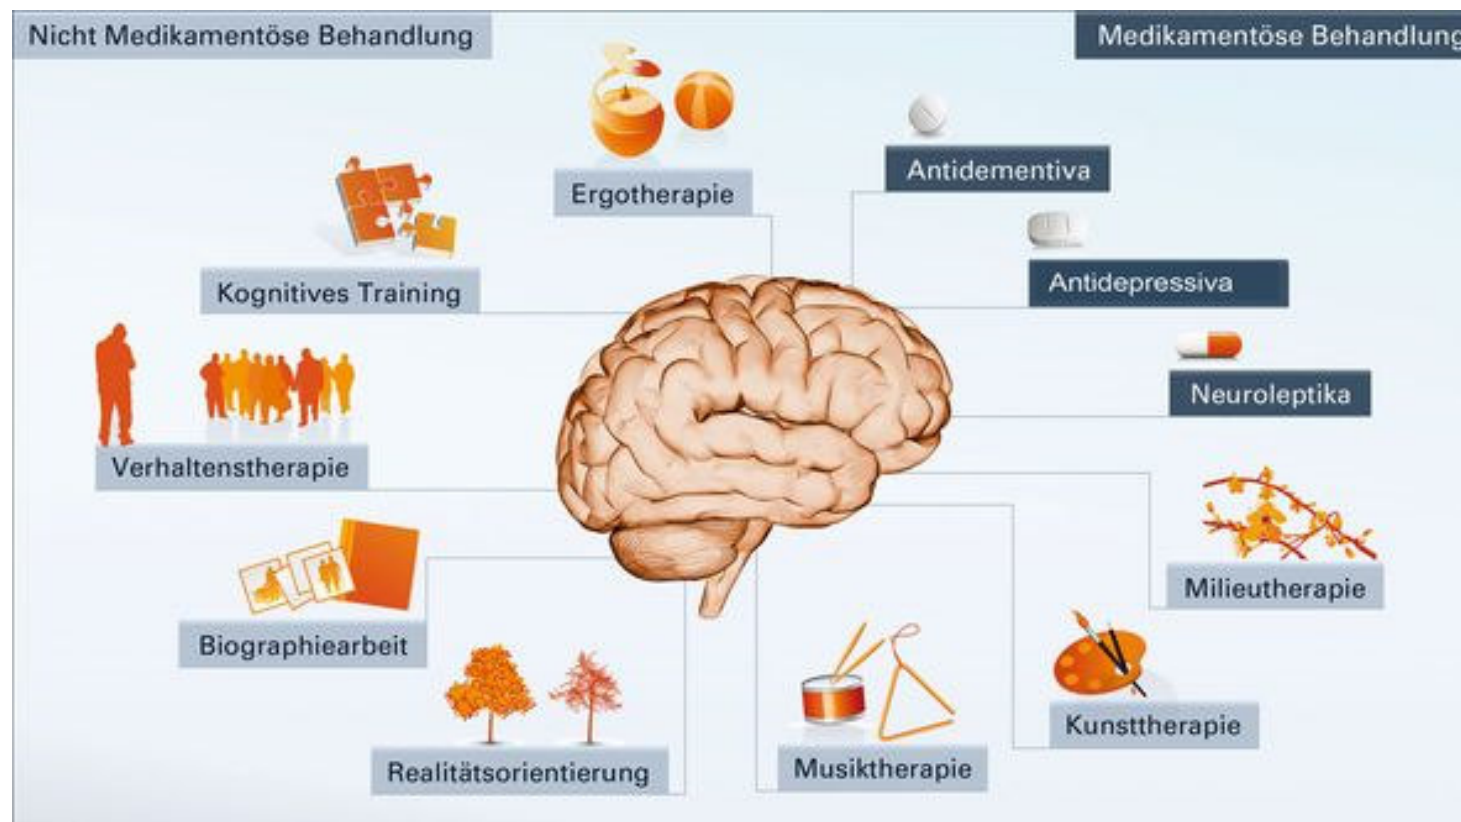 Nicht Medikamentöse Behandlung
Medikamentöse Behandlung
Ergotherapie
Antidementiva
Kognitives Training
Antidepressiva
Neuroleptika
Verhaltenstherapie
Milieutherapie
Biographiearbeit
Kunsttherapie
Realitätsorientierung
Musiktherapie